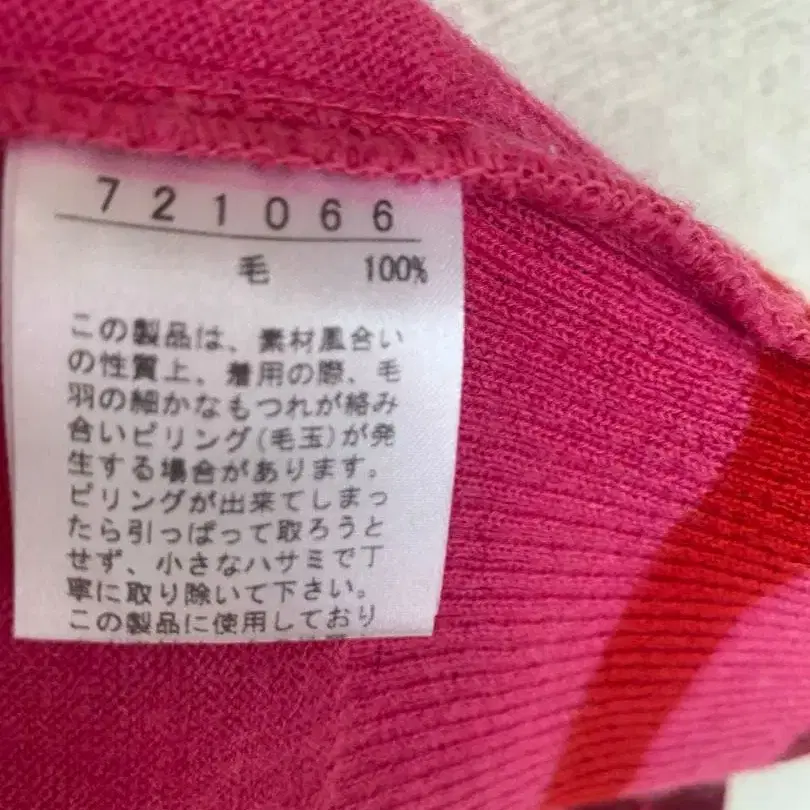 721066
毛 100%
この製品は、素材風合い
の性質上、着用の際、毛
羽の細かなもつれが絡み
合いピリング(毛玉)が発
生する場合があります。
ピリングが出来てしまっ
たら引っぱって取ろうと
せず、小さなハサミで丁
寧に取り除いて下さい。
この製品に使用しており